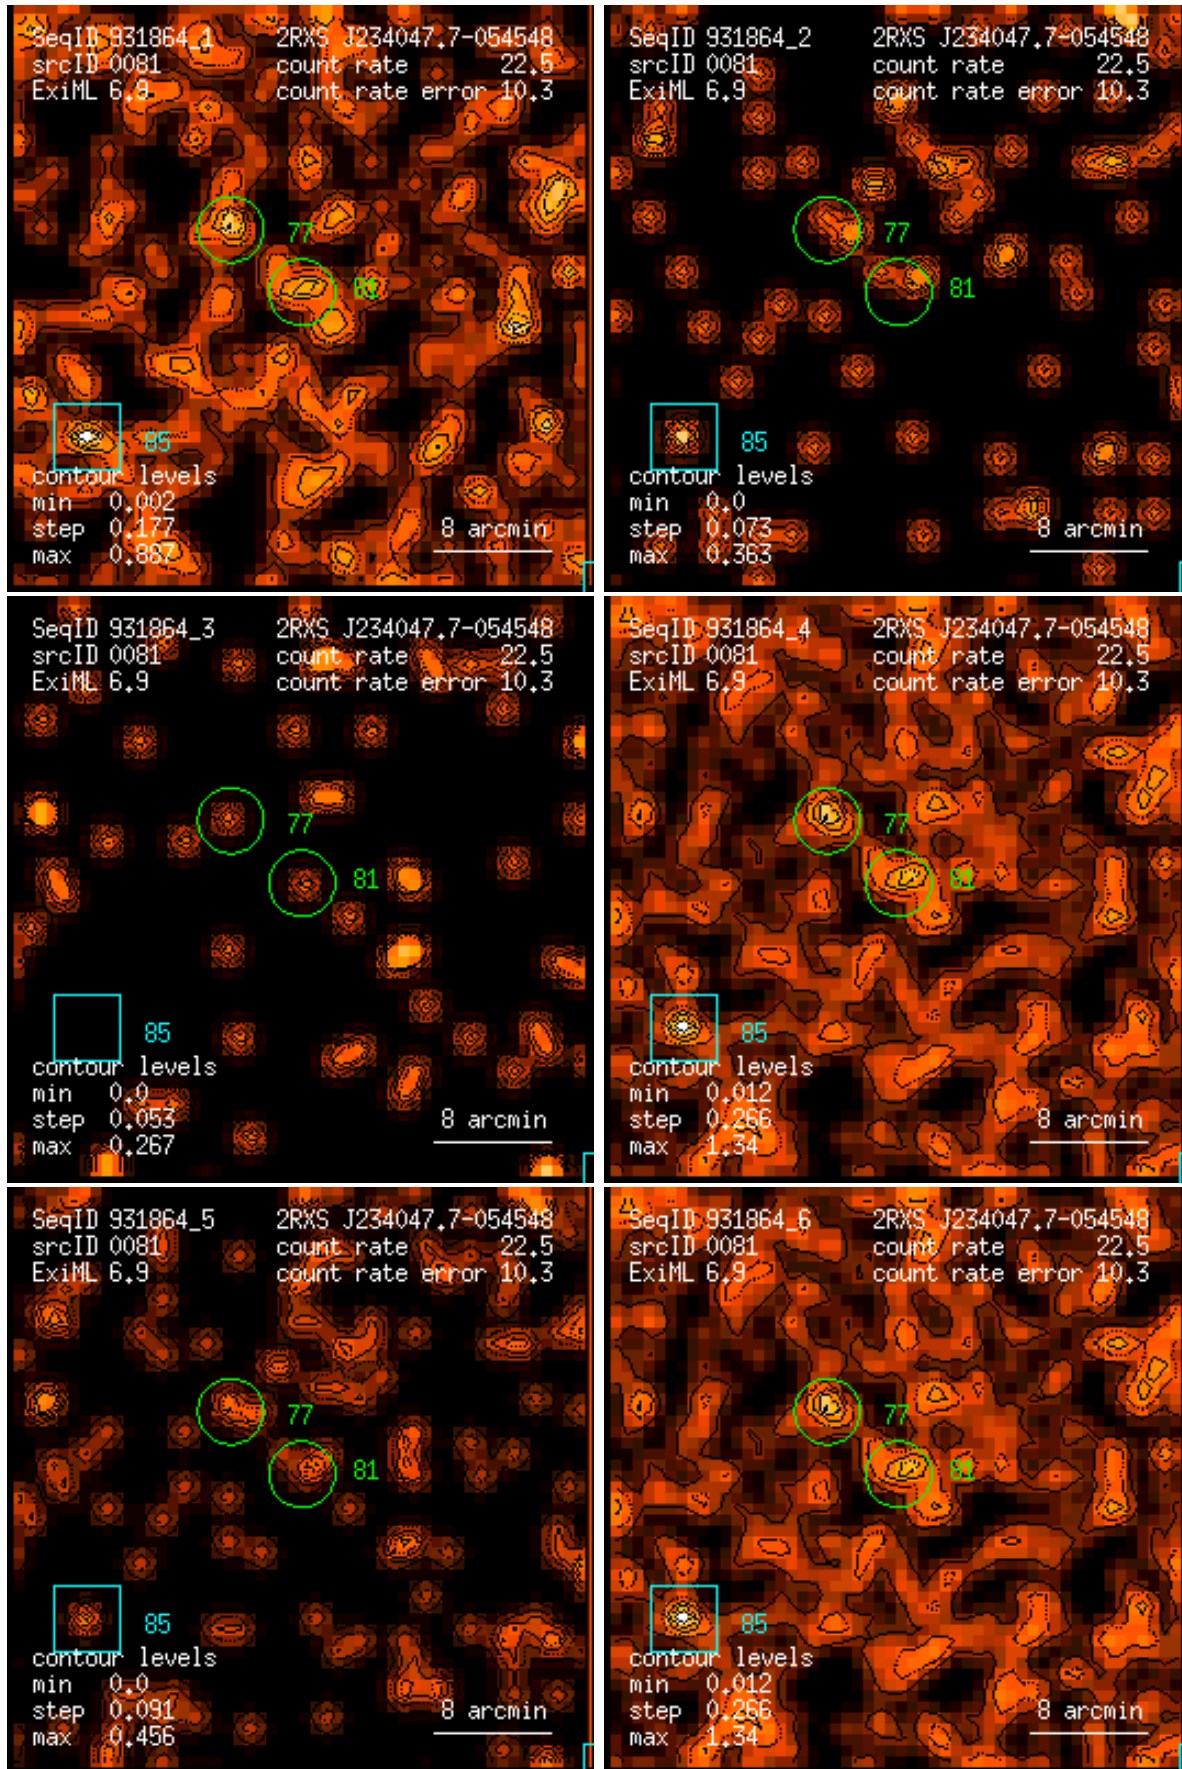 SeqID 931864_1 2RXS J234047.7-054548
srcID 0081 count rate 22.5
ExiML 6.9 count rate error 10.3
77
81
85
contour levels
min 0.002
step 0.177 8 arcmin
max 0.887
SeqID 931864_2 2RXS J234047.7-054548
srcID 0081 count rate 22.5
ExiML 6.9 count rate error 10.3
77
81
85
contour levels
min 0.0
step 0.073 8 arcmin
max 0.363
SeqID 931864_3 2RXS J234047.7-054548
srcID 0081 count rate 22.5
ExiML 6.9 count rate error 10.3
77
81
85
contour levels
min 0.0
step 0.053 8 arcmin
max 0.267
SeqID 931864_4 2RXS J234047.7-054548
srcID 0081 count rate 22.5
ExiML 6.9 count rate error 10.3
77
81
85
contour levels
min 0.012
step 0.266 8 arcmin
max 1.34
SeqID 931864_5 2RXS J234047.7-054548
srcID 0081 count rate 22.5
ExiML 6.9 count rate error 10.3
77
81
85
contour levels
min 0.0
step 0.091 8 arcmin
max 0.456
SeqID 931864_6 2RXS J234047.7-054548
srcID 0081 count rate 22.5
ExiML 6.9 count rate error 10.3
77
81
85
contour levels
min 0.012
step 0.266 8 arcmin
max 1.34